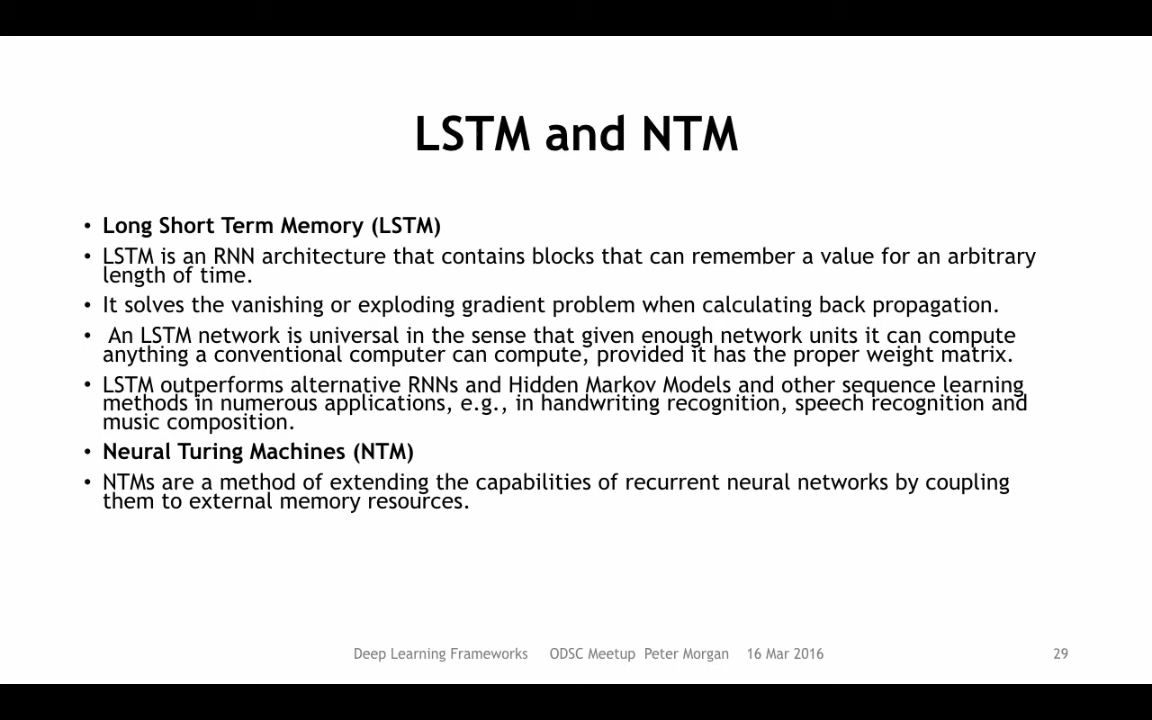 LSTM and NTM
• Long Short Term Memory (LSTM)
• LSTM is an RNN architecture that contains blocks that can remember a value for an arbitrary
length of time.
• It solves the vanishing or exploding gradient problem when calculating back propagation.
• An LSTM network is universal in the sense that given enough network units it can compute
anything a conventional computer can compute, provided it has the proper weight matrix.
• LSTM outperforms alternative RNNs and Hidden Markov Models and other sequence learning
methods in numerous applications, e.g., in handwriting recognition, speech recognition and
music composition.
• Neural Turing Machines (NTM)
• NTMs are a method of extending the capabilities of recurrent neural networks by coupling
them to external memory resources.
Deep Learning Frameworks ODSC Meetup Peter Morgan 16 Mar 2016 29